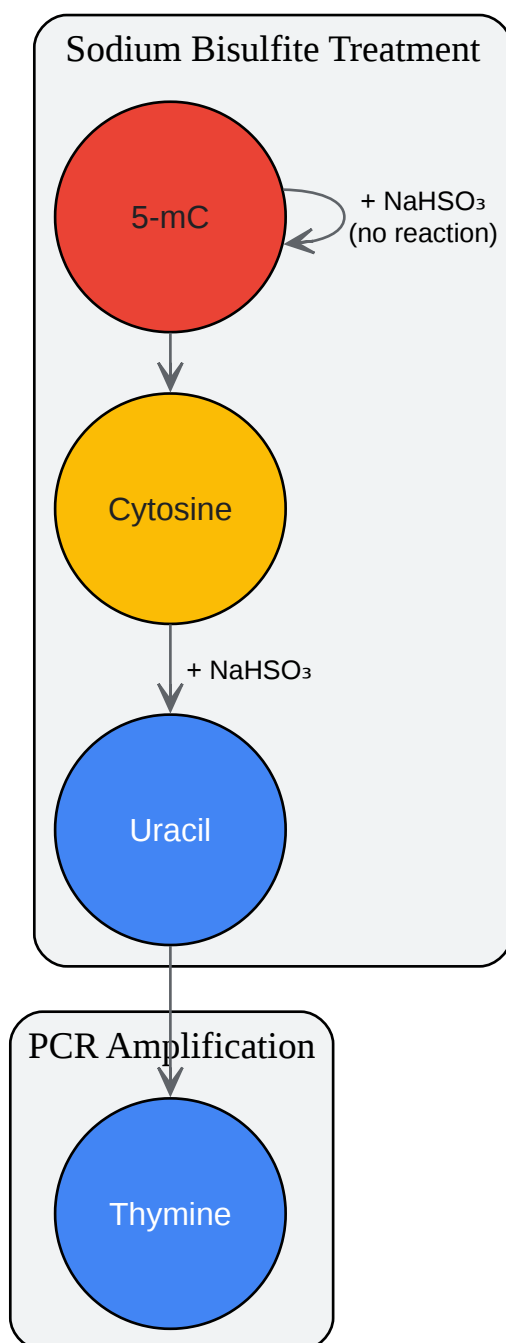 Sodium Bisulfite Treatment
5-mC
+ NaHSO₃
(no reaction)
Cytosine
+ NaHSO₃
Uracil
PCR Amplification
Thymine